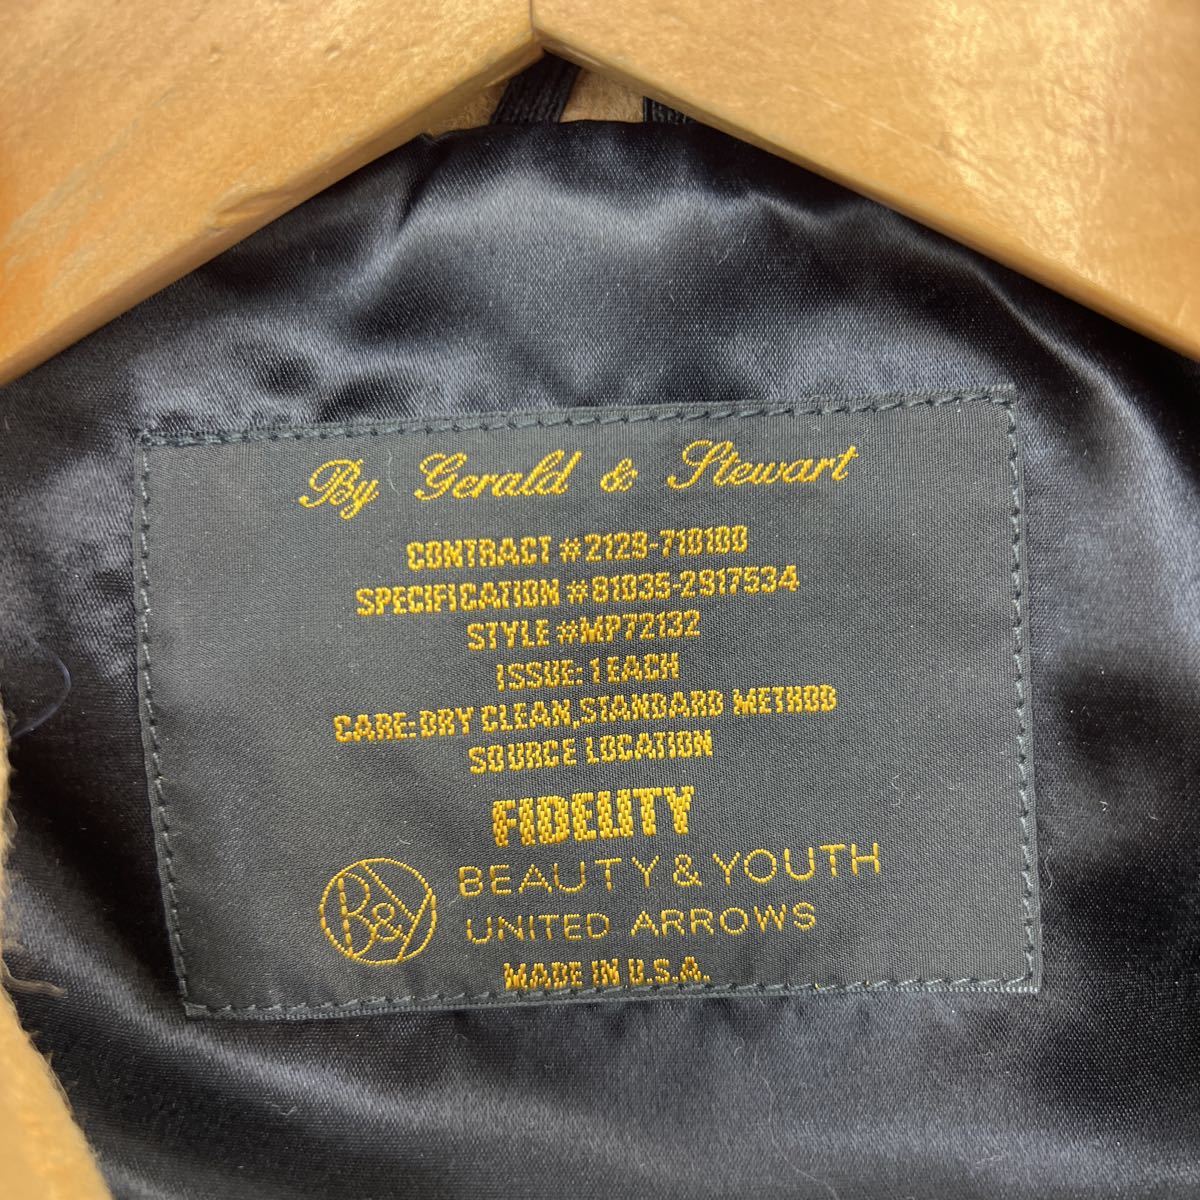 By Gerald & Stewart
CONTRACT #2129-710100
SPECIFICATION #81035-2917534
STYLE #MP72132
ISSUE: 1 EACH
CARE: DRY CLEAN, STANDARD METHOD
SOURCE LOCATION
FIDELITY
B&Y BEAUTY & YOUTH
UNITED ARROWS
MADE IN U.S.A.